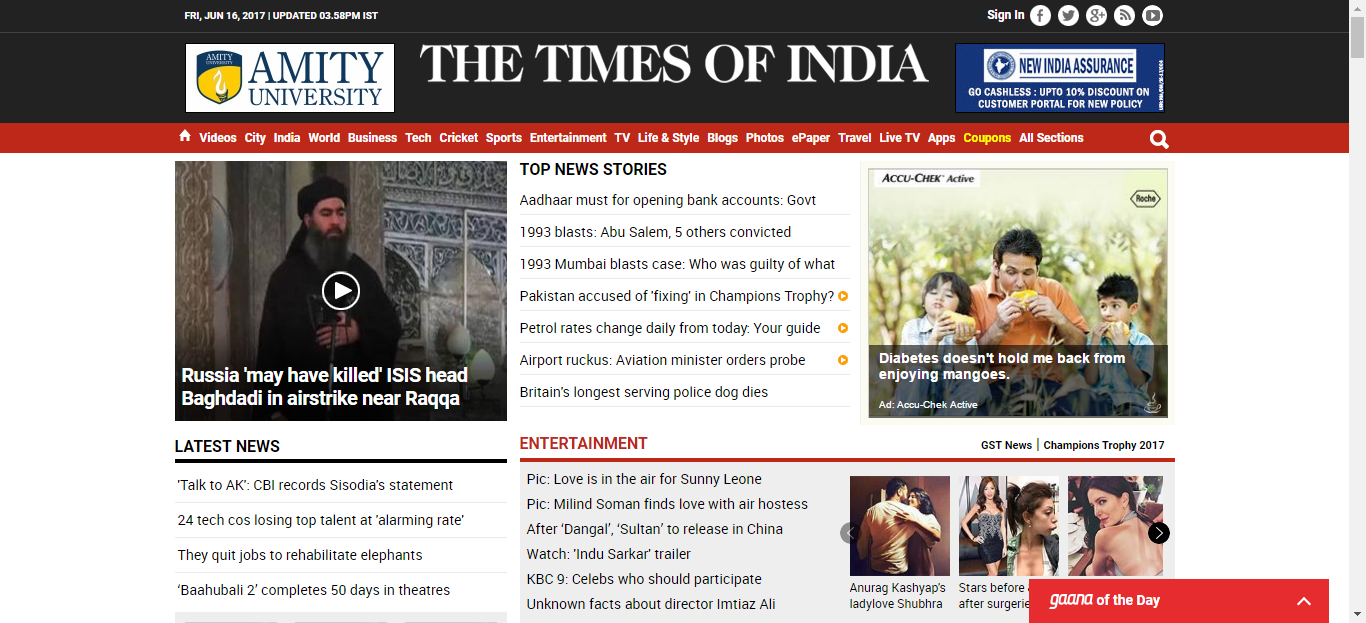 FRI, JUN 16, 2017 | UPDATED 03.58PM IST
Sign In
AMITY UNIVERSITY
AMITY
UNIVERSITY
THE TIMES OF INDIA
NEW INDIA ASSURANCE
GO CASHLESS : UPTO 10% DISCOUNT ON
CUSTOMER PORTAL FOR NEW POLICY
Videos City India World Business Tech Cricket Sports Entertainment TV Life & Style Blogs Photos ePaper Travel Live TV Apps Coupons All Sections
Russia 'may have killed' ISIS head
Baghdadi in airstrike near Raqqa
TOP NEWS STORIES
Aadhaar must for opening bank accounts: Govt
1993 blasts: Abu Salem, 5 others convicted
1993 Mumbai blasts case: Who was guilty of what
Pakistan accused of 'fixing' in Champions Trophy?
Petrol rates change daily from today: Your guide
Airport ruckus: Aviation minister orders probe
Britain's longest serving police dog dies
ACCU-CHEK® Active
Roche
Diabetes doesn't hold me back from
enjoying mangoes.
Ad: Accu-Chek Active
LATEST NEWS
'Talk to AK': CBI records Sisodia's statement
24 tech cos losing top talent at 'alarming rate'
They quit jobs to rehabilitate elephants
‘Baahubali 2’ completes 50 days in theatres
ENTERTAINMENT
GST News | Champions Trophy 2017
Pic: Love is in the air for Sunny Leone
Pic: Milind Soman finds love with air hostess
After ‘Dangal’, ‘Sultan’ to release in China
Watch: 'Indu Sarkar' trailer
KBC 9: Celebs who should participate
Unknown facts about director Imtiaz Ali
Anurag Kashyap's
ladylove Shubhra
Stars before
after surgerie
gaana of the Day